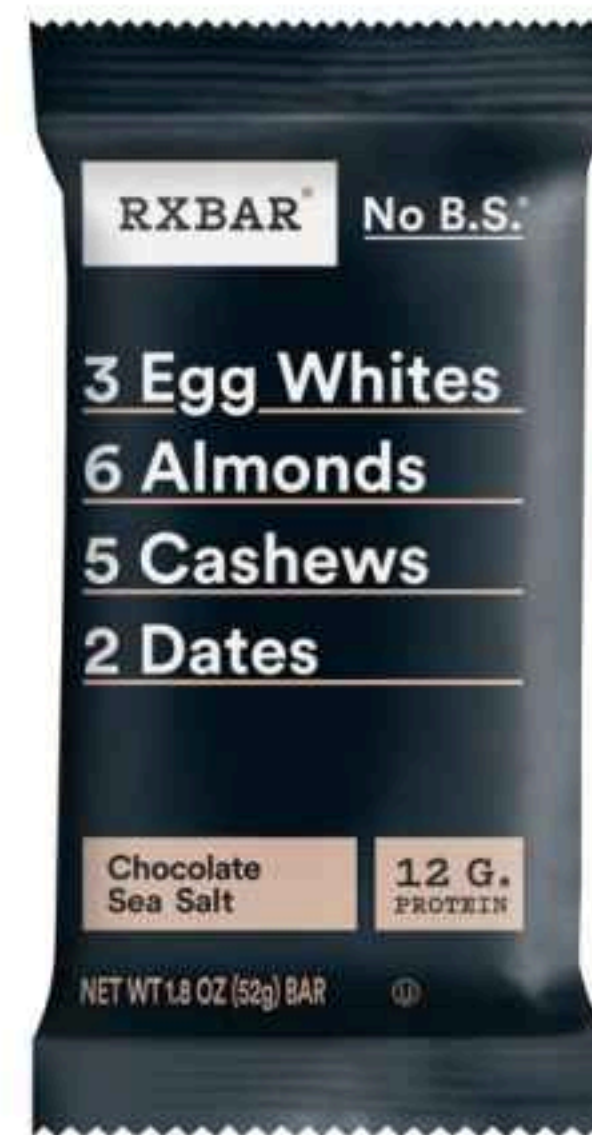 RXBAR®
No B.S.®
3 Egg Whites
6 Almonds
5 Cashews
2 Dates
Chocolate
Sea Salt
12 G.
PROTEIN
NET WT 1.8 OZ (52g) BAR
U